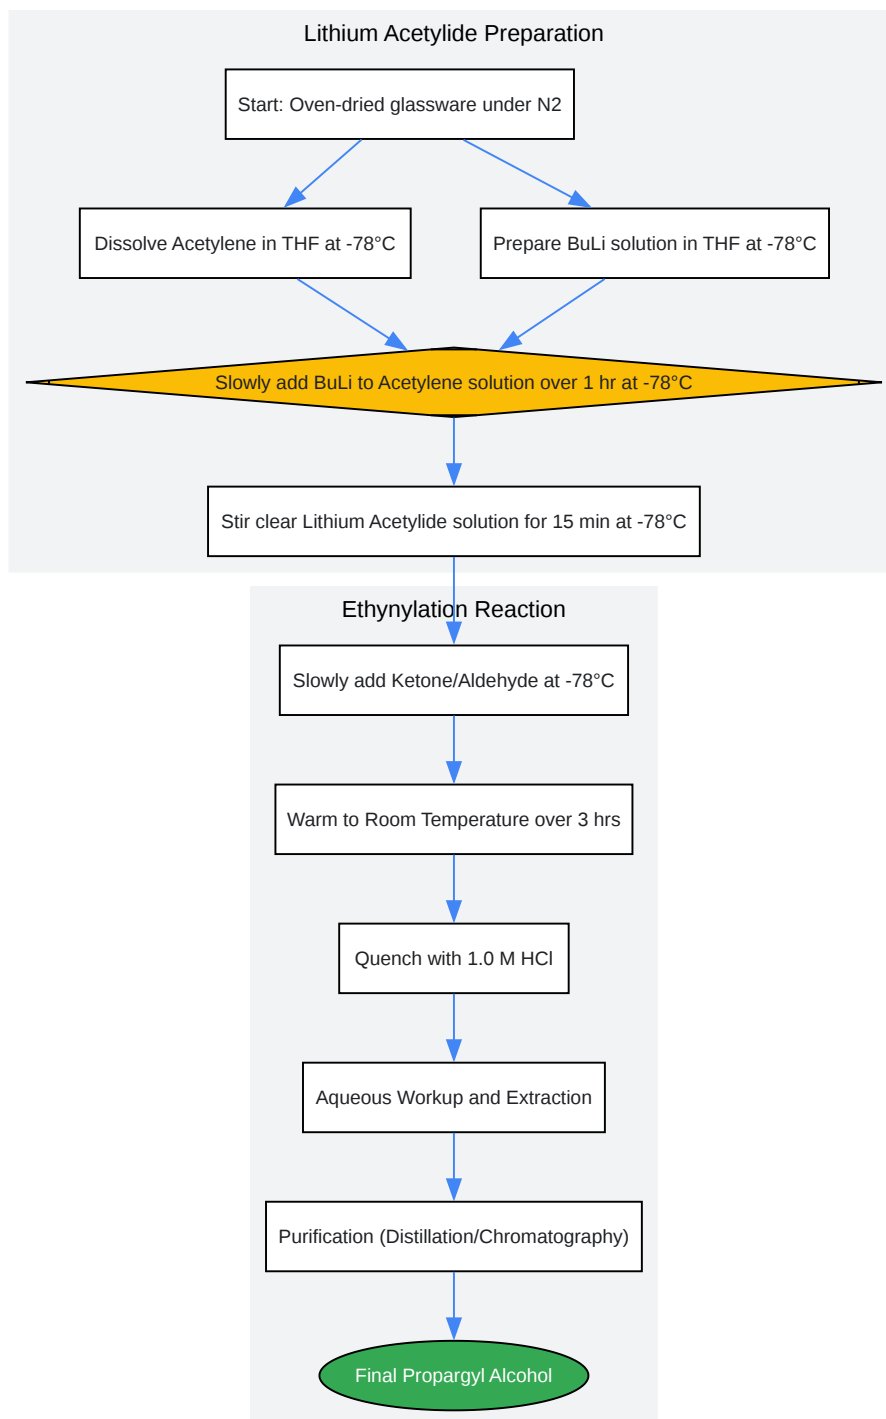 Lithium Acetylide Preparation
Start: Oven-dried glassware under N2
Dissolve Acetylene in THF at -78°C
Prepare BuLi solution in THF at -78°C
Slowly add BuLi to Acetylene solution over 1 hr at -78°C
Stir clear Lithium Acetylide solution for 15 min at -78°C
Ethynylation Reaction
Slowly add Ketone/Aldehyde at -78°C
Warm to Room Temperature over 3 hrs
Quench with 1.0 M HCl
Aqueous Workup and Extraction
Purification (Distillation/Chromatography)
Final Propargyl Alcohol